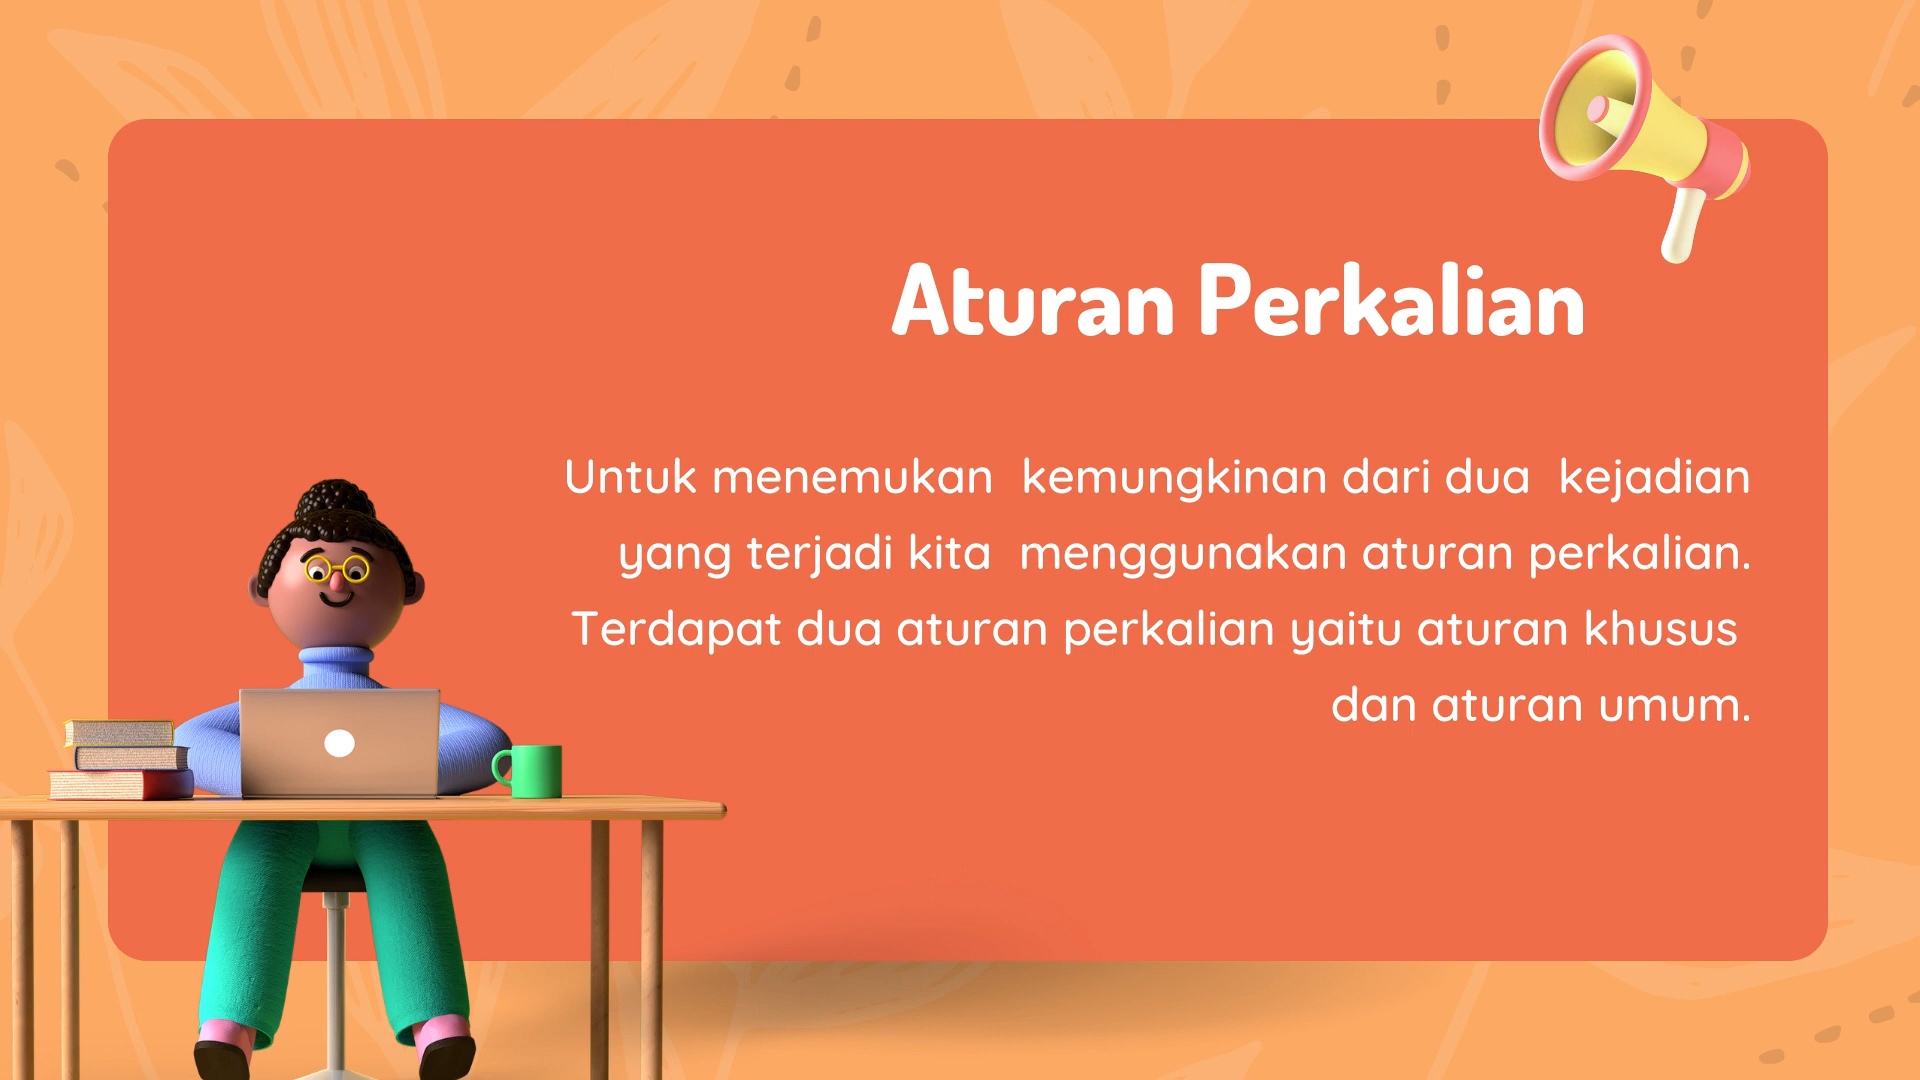 Aturan Perkalian
Untuk menemukan kemungkinan dari dua kejadian
yang terjadi kita menggunakan aturan perkalian.
Terdapat dua aturan perkalian yaitu aturan khusus
dan aturan umum.